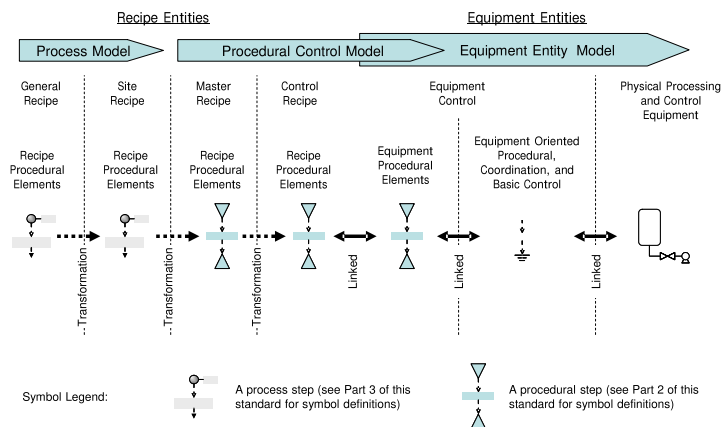 Recipe Entities
Equipment Entities
Process Model
Procedural Control Model
Equipment Entity Model
General
Recipe
Site
Recipe
Master
Recipe
Control
Recipe
Equipment
Control
Physical Processing
and Control
Equipment
Recipe
Procedural
Elements
Recipe
Procedural
Elements
Recipe
Procedural
Elements
Recipe
Procedural
Elements
Equipment
Procedural
Elements
Equipment Oriented
Procedural,
Coordination, and
Basic Control
Transformation
Transformation
Transformation
Linked
Linked
Linked
Symbol Legend:
A process step (see Part 3 of this
standard for symbol definitions)
A procedural step (see Part 2 of this
standard for symbol definitions)